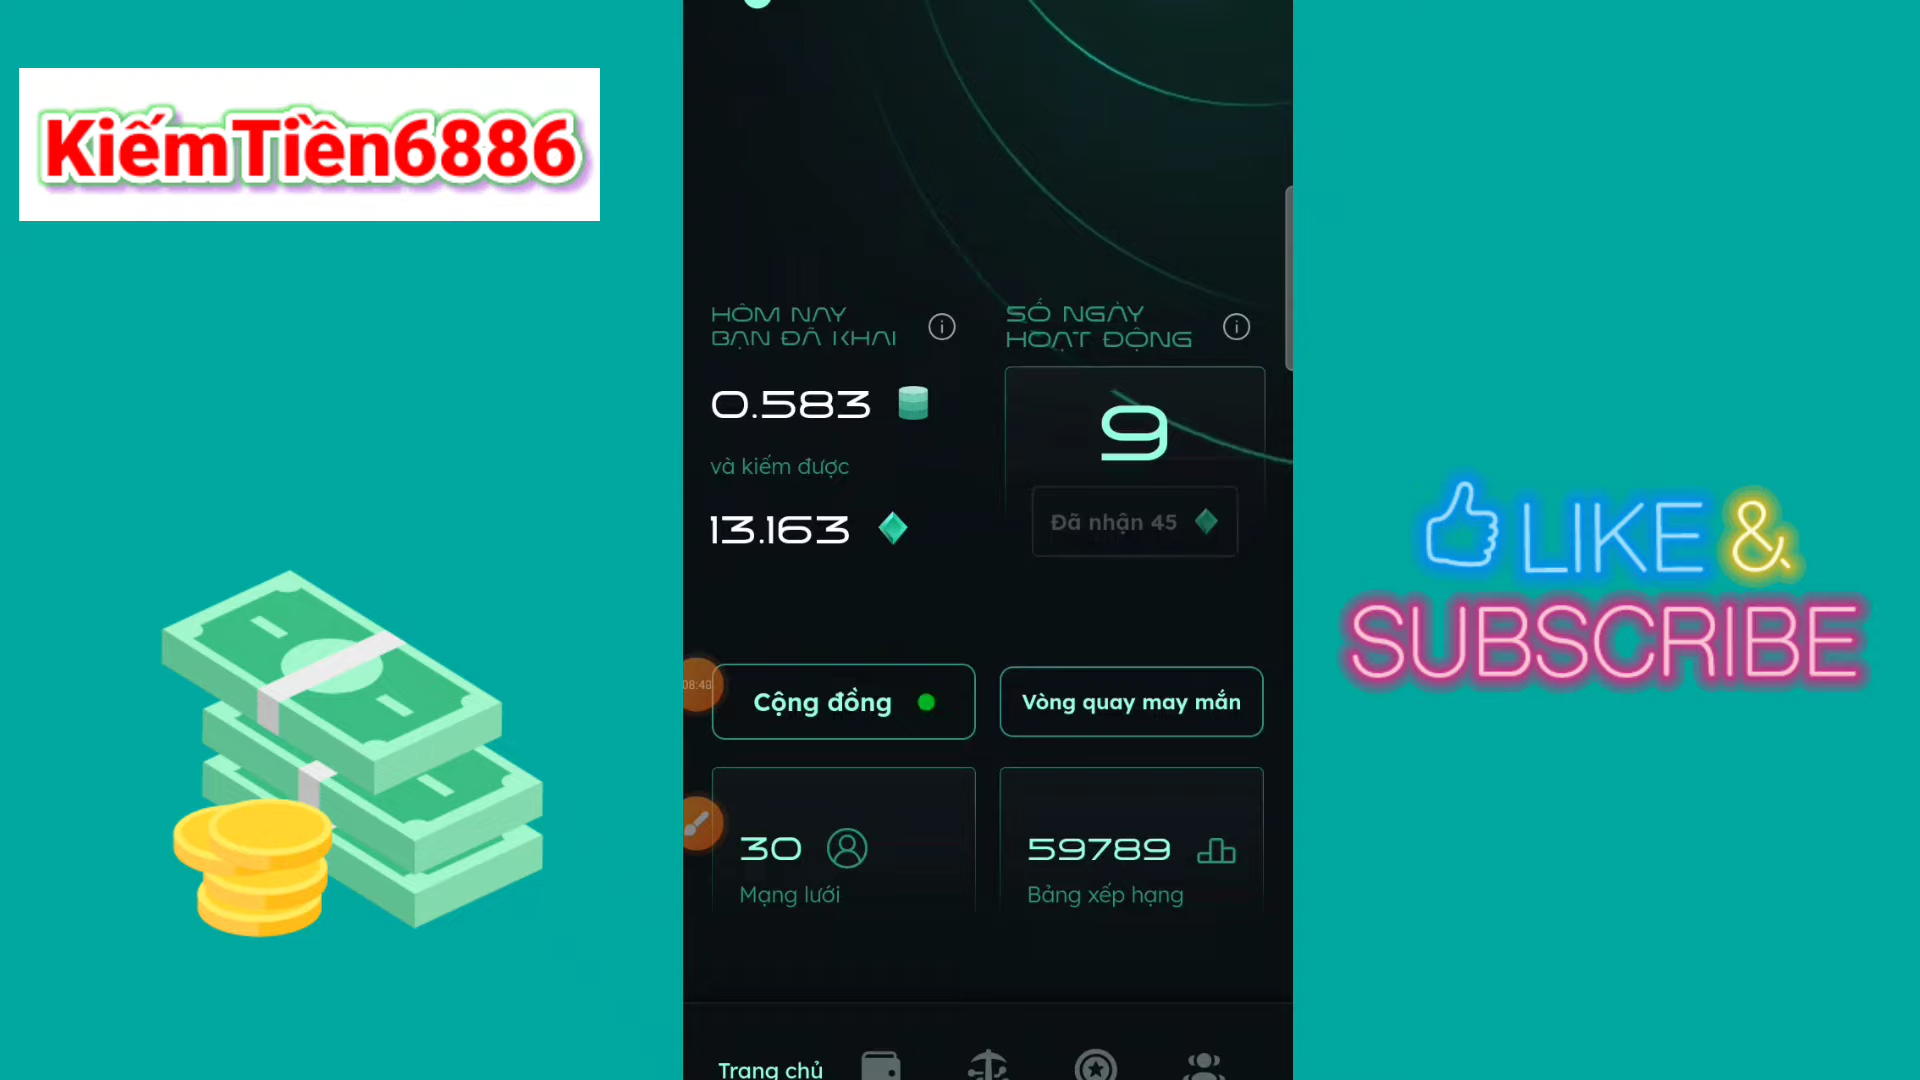 KiếmTiền6886
HÔM NAY
BẠN ĐÃ KHAI
0.583
và kiếm được
13.163
SỐ NGÀY
HOẠT ĐỘNG
9
Đã nhận 45
08:48
Cộng đồng
Vòng quay may mắn
30
Mạng lưới
59789
Bảng xếp hạng
Trang chủ
LIKE &
SUBSCRIBE